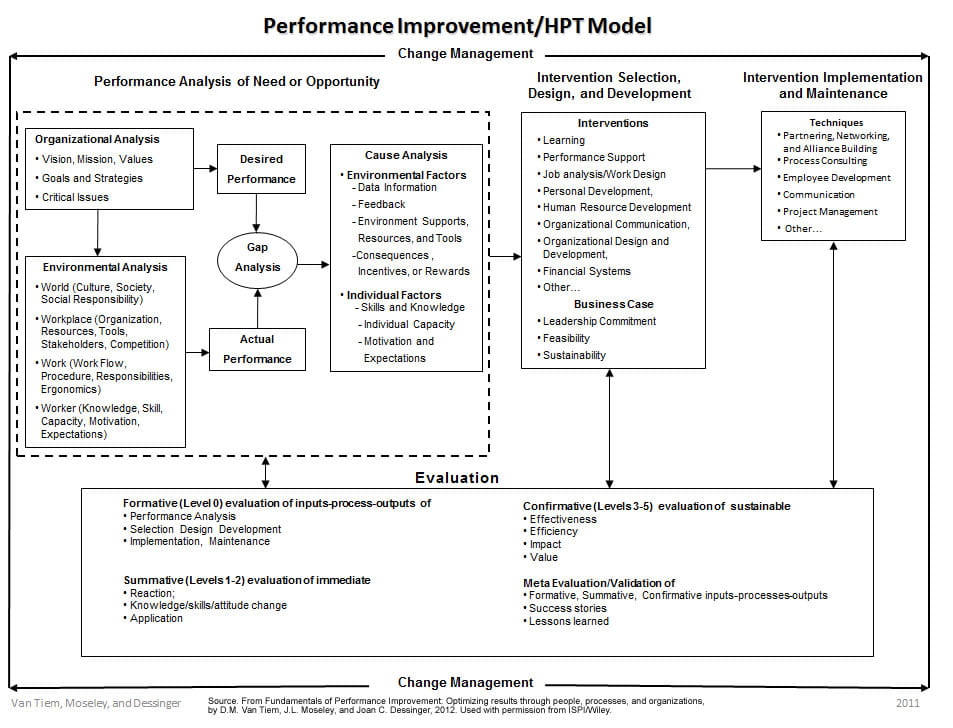 Performance Improvement/HPT Model
Change Management
Performance Analysis of Need or Opportunity
Intervention Selection,
Design, and Development
Intervention Implementation
and Maintenance
Organizational Analysis
• Vision, Mission, Values
• Goals and Strategies
• Critical Issues
Environmental Analysis
• World (Culture, Society,
Social Responsibility)
• Workplace (Organization,
Resources, Tools,
Stakeholders, Competition)
• Work (Work Flow,
Procedure, Responsibilities,
Ergonomics)
• Worker (Knowledge, Skill,
Capacity, Motivation,
Expectations)
Desired
Performance
Gap
Analysis
Actual
Performance
Cause Analysis
• Environmental Factors
- Data Information
- Feedback
- Environment Supports,
Resources, and Tools
-Consequences ,
Incentives, or Rewards
• Individual Factors
- Skills and Knowledge
- Individual Capacity
- Motivation and
Expectations
Interventions
• Learning
• Performance Support
• Job analysis/Work Design
• Personal Development,
• Human Resource Development
• Organizational Communication,
• Organizational Design and
Development,
• Financial Systems
• Other…
Business Case
• Leadership Commitment
• Feasibility
• Sustainability
Techniques
• Partnering, Networking,
and Alliance Building
• Process Consulting
• Employee Development
• Communication
• Project Management
• Other…
Evaluation
Formative (Level 0) evaluation of inputs-process-outputs of
• Performance Analysis
• Selection Design Development
• Implementation, Maintenance
Summative (Levels 1-2) evaluation of immediate
• Reaction;
• Knowledge/skills/attitude change
• Application
Confirmative (Levels 3-5) evaluation of sustainable
• Effectiveness
• Efficiency
• Impact
• Value
Meta Evaluation/Validation of
• Formative, Summative, Confirmative inputs-processes-outputs
• Success stories
• Lessons learned
Change Management
Van Tiem, Moseley, and Dessinger
Source. From Fundamentals of Performance Improvement: Optimizing results through people, processes, and organizations,
by D.M. Van Tiem, J.L. Moseley, and Joan C. Dessinger, 2012. Used with permission from ISPI/Wiley.
2011